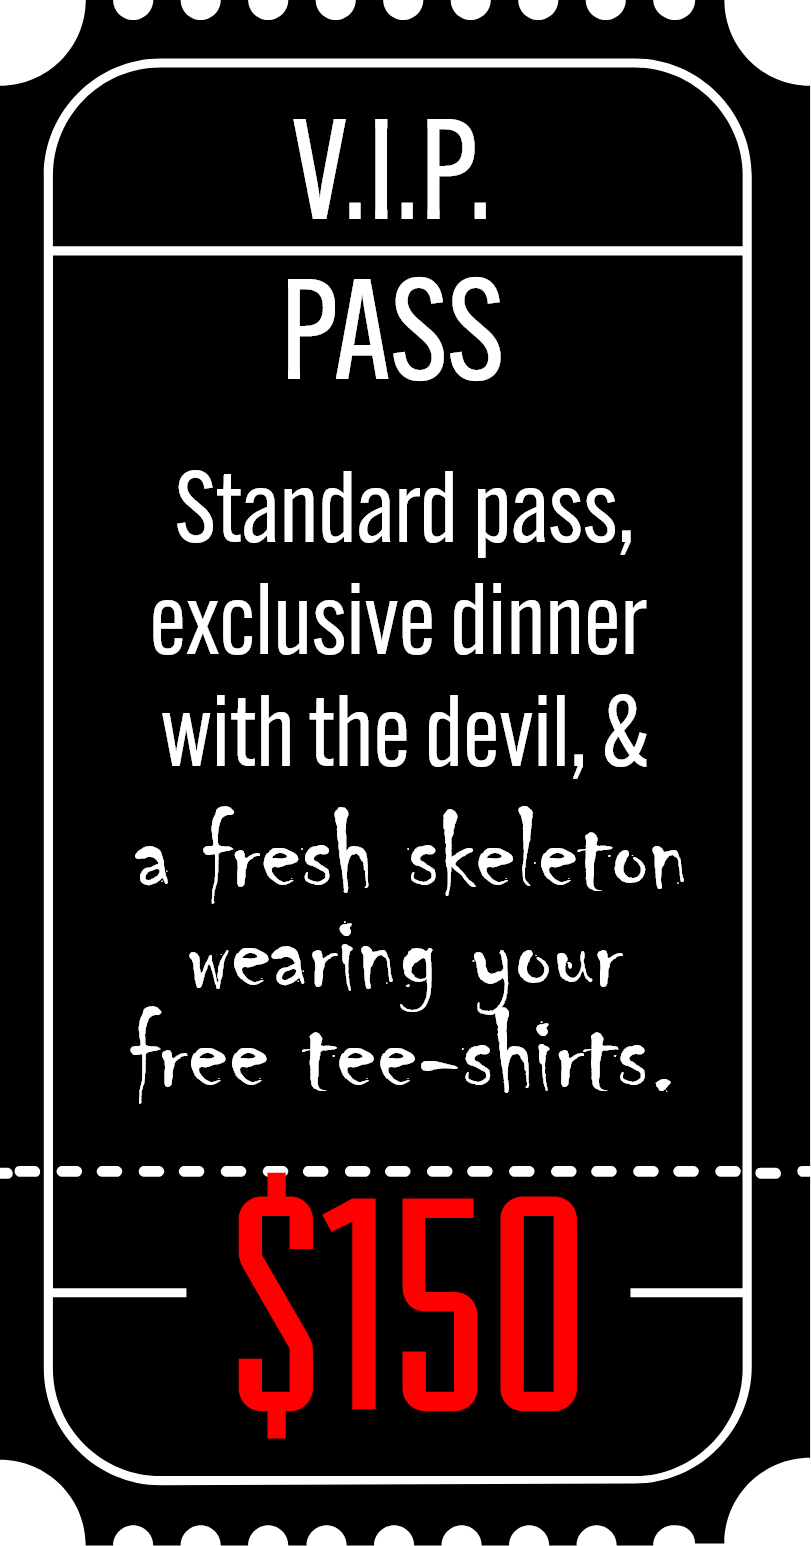 V.I.P.
PASS
Standard pass,
exclusive dinner
with the devil, &
a fresh skeleton
wearing your
free tee-shirts.
$150